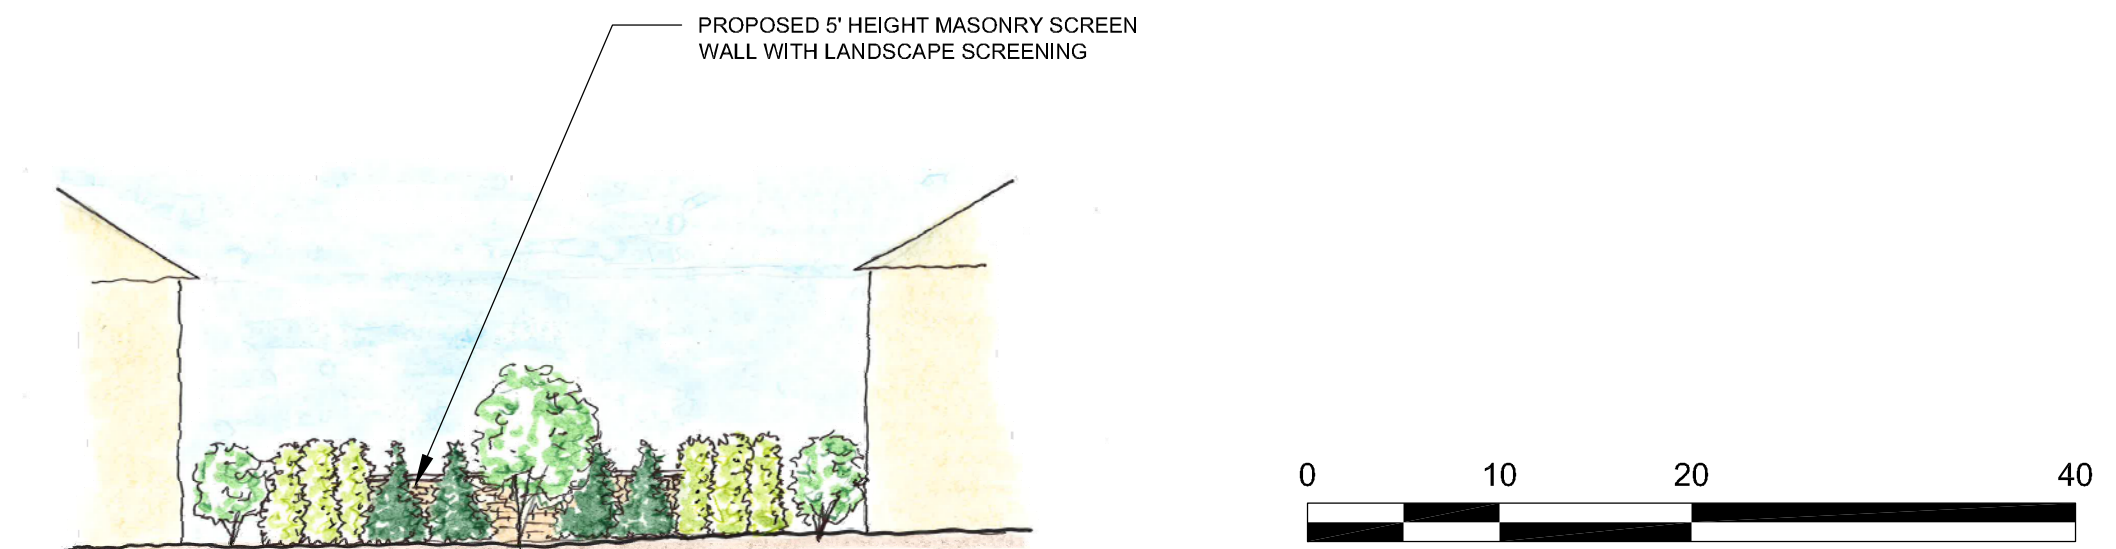 PROPOSED 5' HEIGHT MASONRY SCREEN
WALL WITH LANDSCAPE SCREENING
0 10 20 40